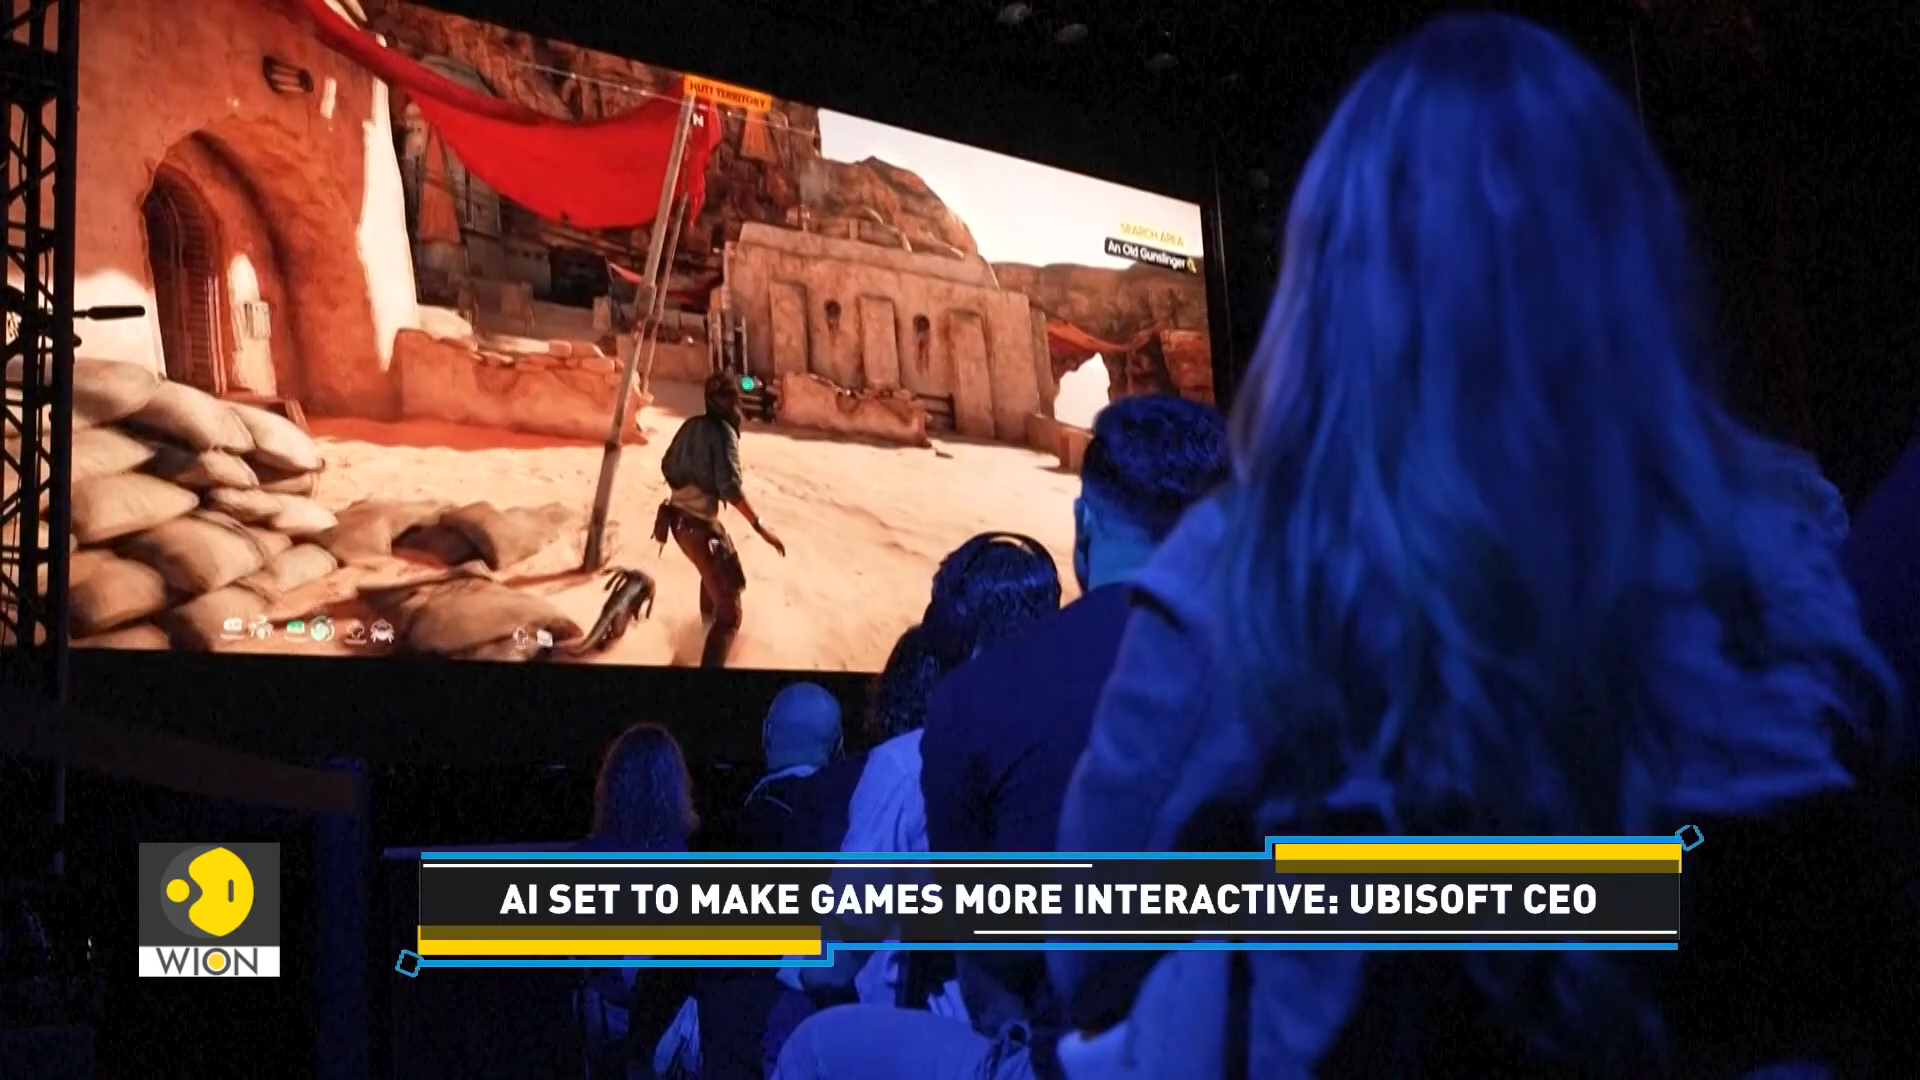 HUTT TERRITORY
N
SEARCH AREA
An Old Gunslinger
AI SET TO MAKE GAMES MORE INTERACTIVE: UBISOFT CEO
WION